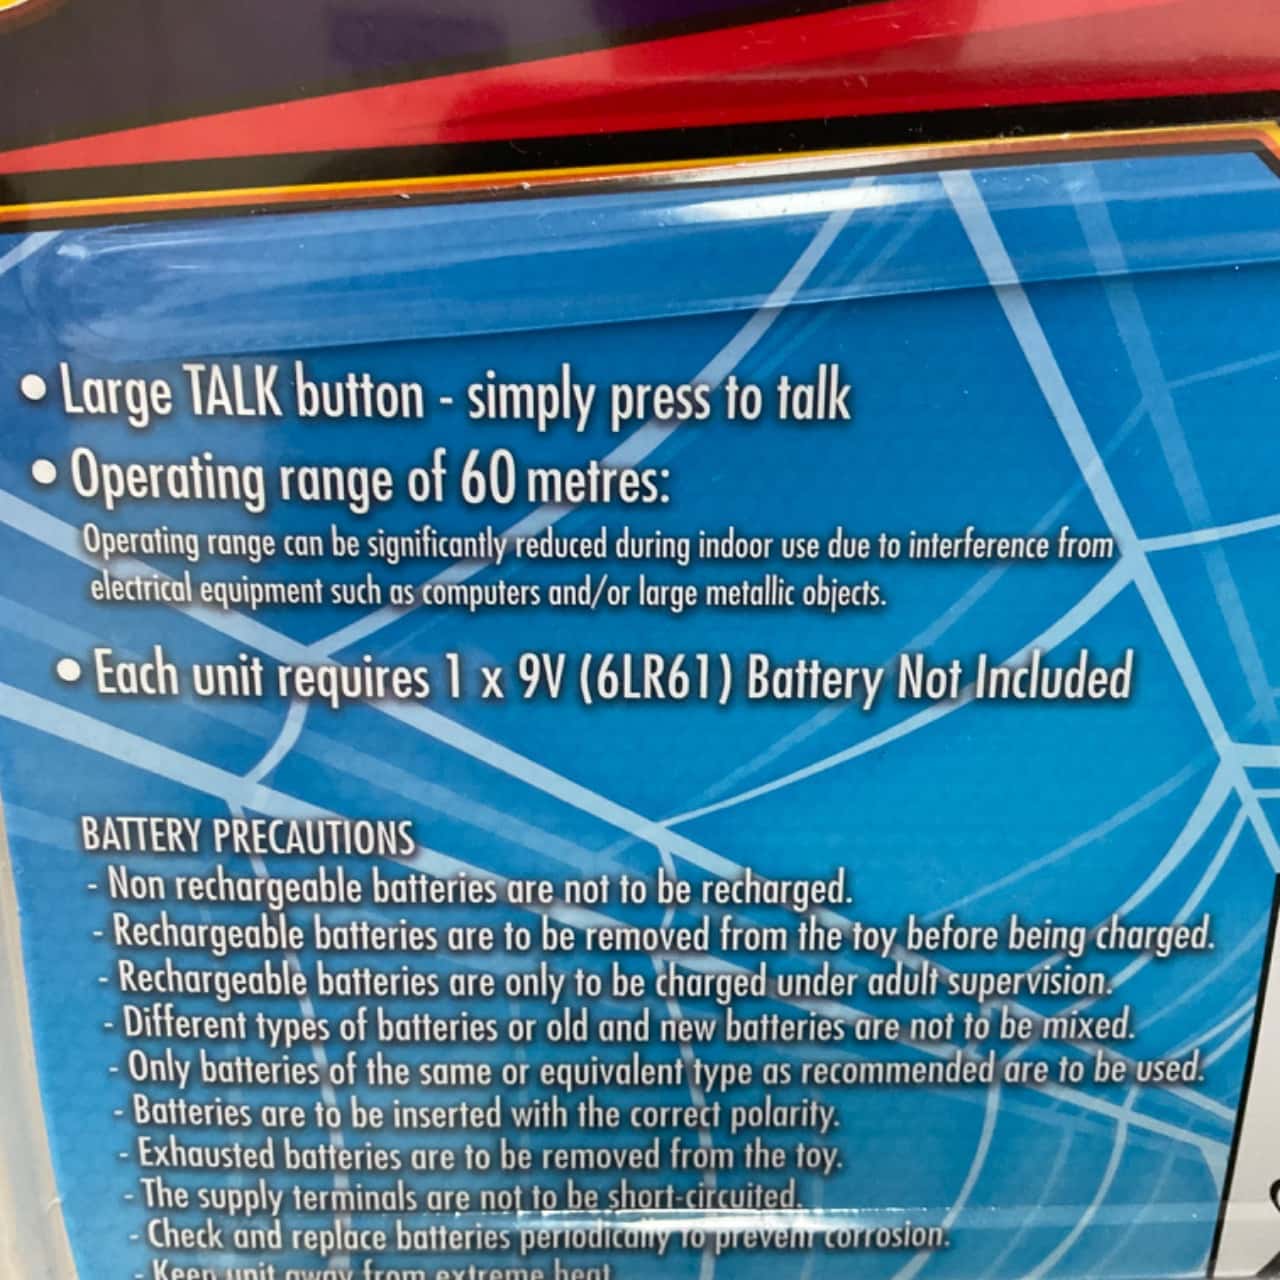 • Large TALK button - simply press to talk
• Operating range of 60 metres:
Operating range can be significantly reduced during indoor use due to interference from
electrical equipment such as computers and/or large metallic objects.
• Each unit requires 1 x 9V (6LR61) Battery Not Included
BATTERY PRECAUTIONS
- Non rechargeable batteries are not to be recharged.
- Rechargeable batteries are to be removed from the toy before being charged.
- Rechargeable batteries are only to be charged under adult supervision.
- Different types of batteries or old and new batteries are not to be mixed.
- Only batteries of the same or equivalent type as recommended are to be used.
- Batteries are to be inserted with the correct polarity.
- Exhausted batteries are to be removed from the toy.
- The supply terminals are not to be short-circuited.
- Check and replace batteries periodically to prevent corrosion.
- Keep unit away from extreme heat